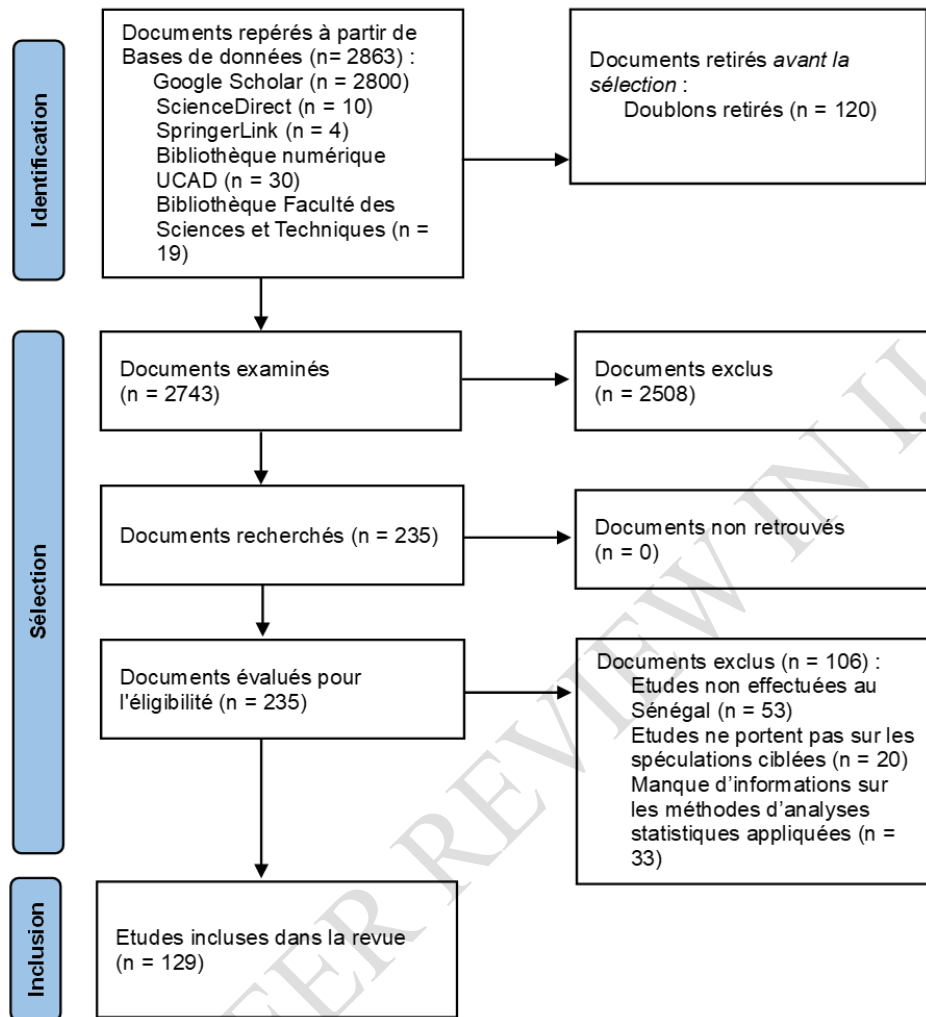 Identification
Documents repérés à partir de
Bases de données (n= 2863) :
Google Scholar (n = 2800)
ScienceDirect (n = 10)
SpringerLink (n = 4)
Bibliothèque numérique
UCAD (n = 30)
Bibliothèque Faculté des
Sciences et Techniques (n =
19)
Documents retirés avant la
sélection :
Doublons retirés (n = 120)
Sélection
Documents examinés
(n = 2743)
Documents exclus
(n = 2508)
Documents recherchés (n = 235)
Documents non retrouvés
(n = 0)
Documents évalués pour
l'éligibilité (n = 235)
Documents exclus (n = 106) :
Etudes non effectuées au
Sénégal (n = 53)
Etudes ne portent pas sur les
spéculations ciblées (n = 20)
Manque d’informations sur
les méthodes d’analyses
statistiques appliquées (n =
33)
Inclusion
Etudes incluses dans la revue
(n = 129)
REVIEW IN